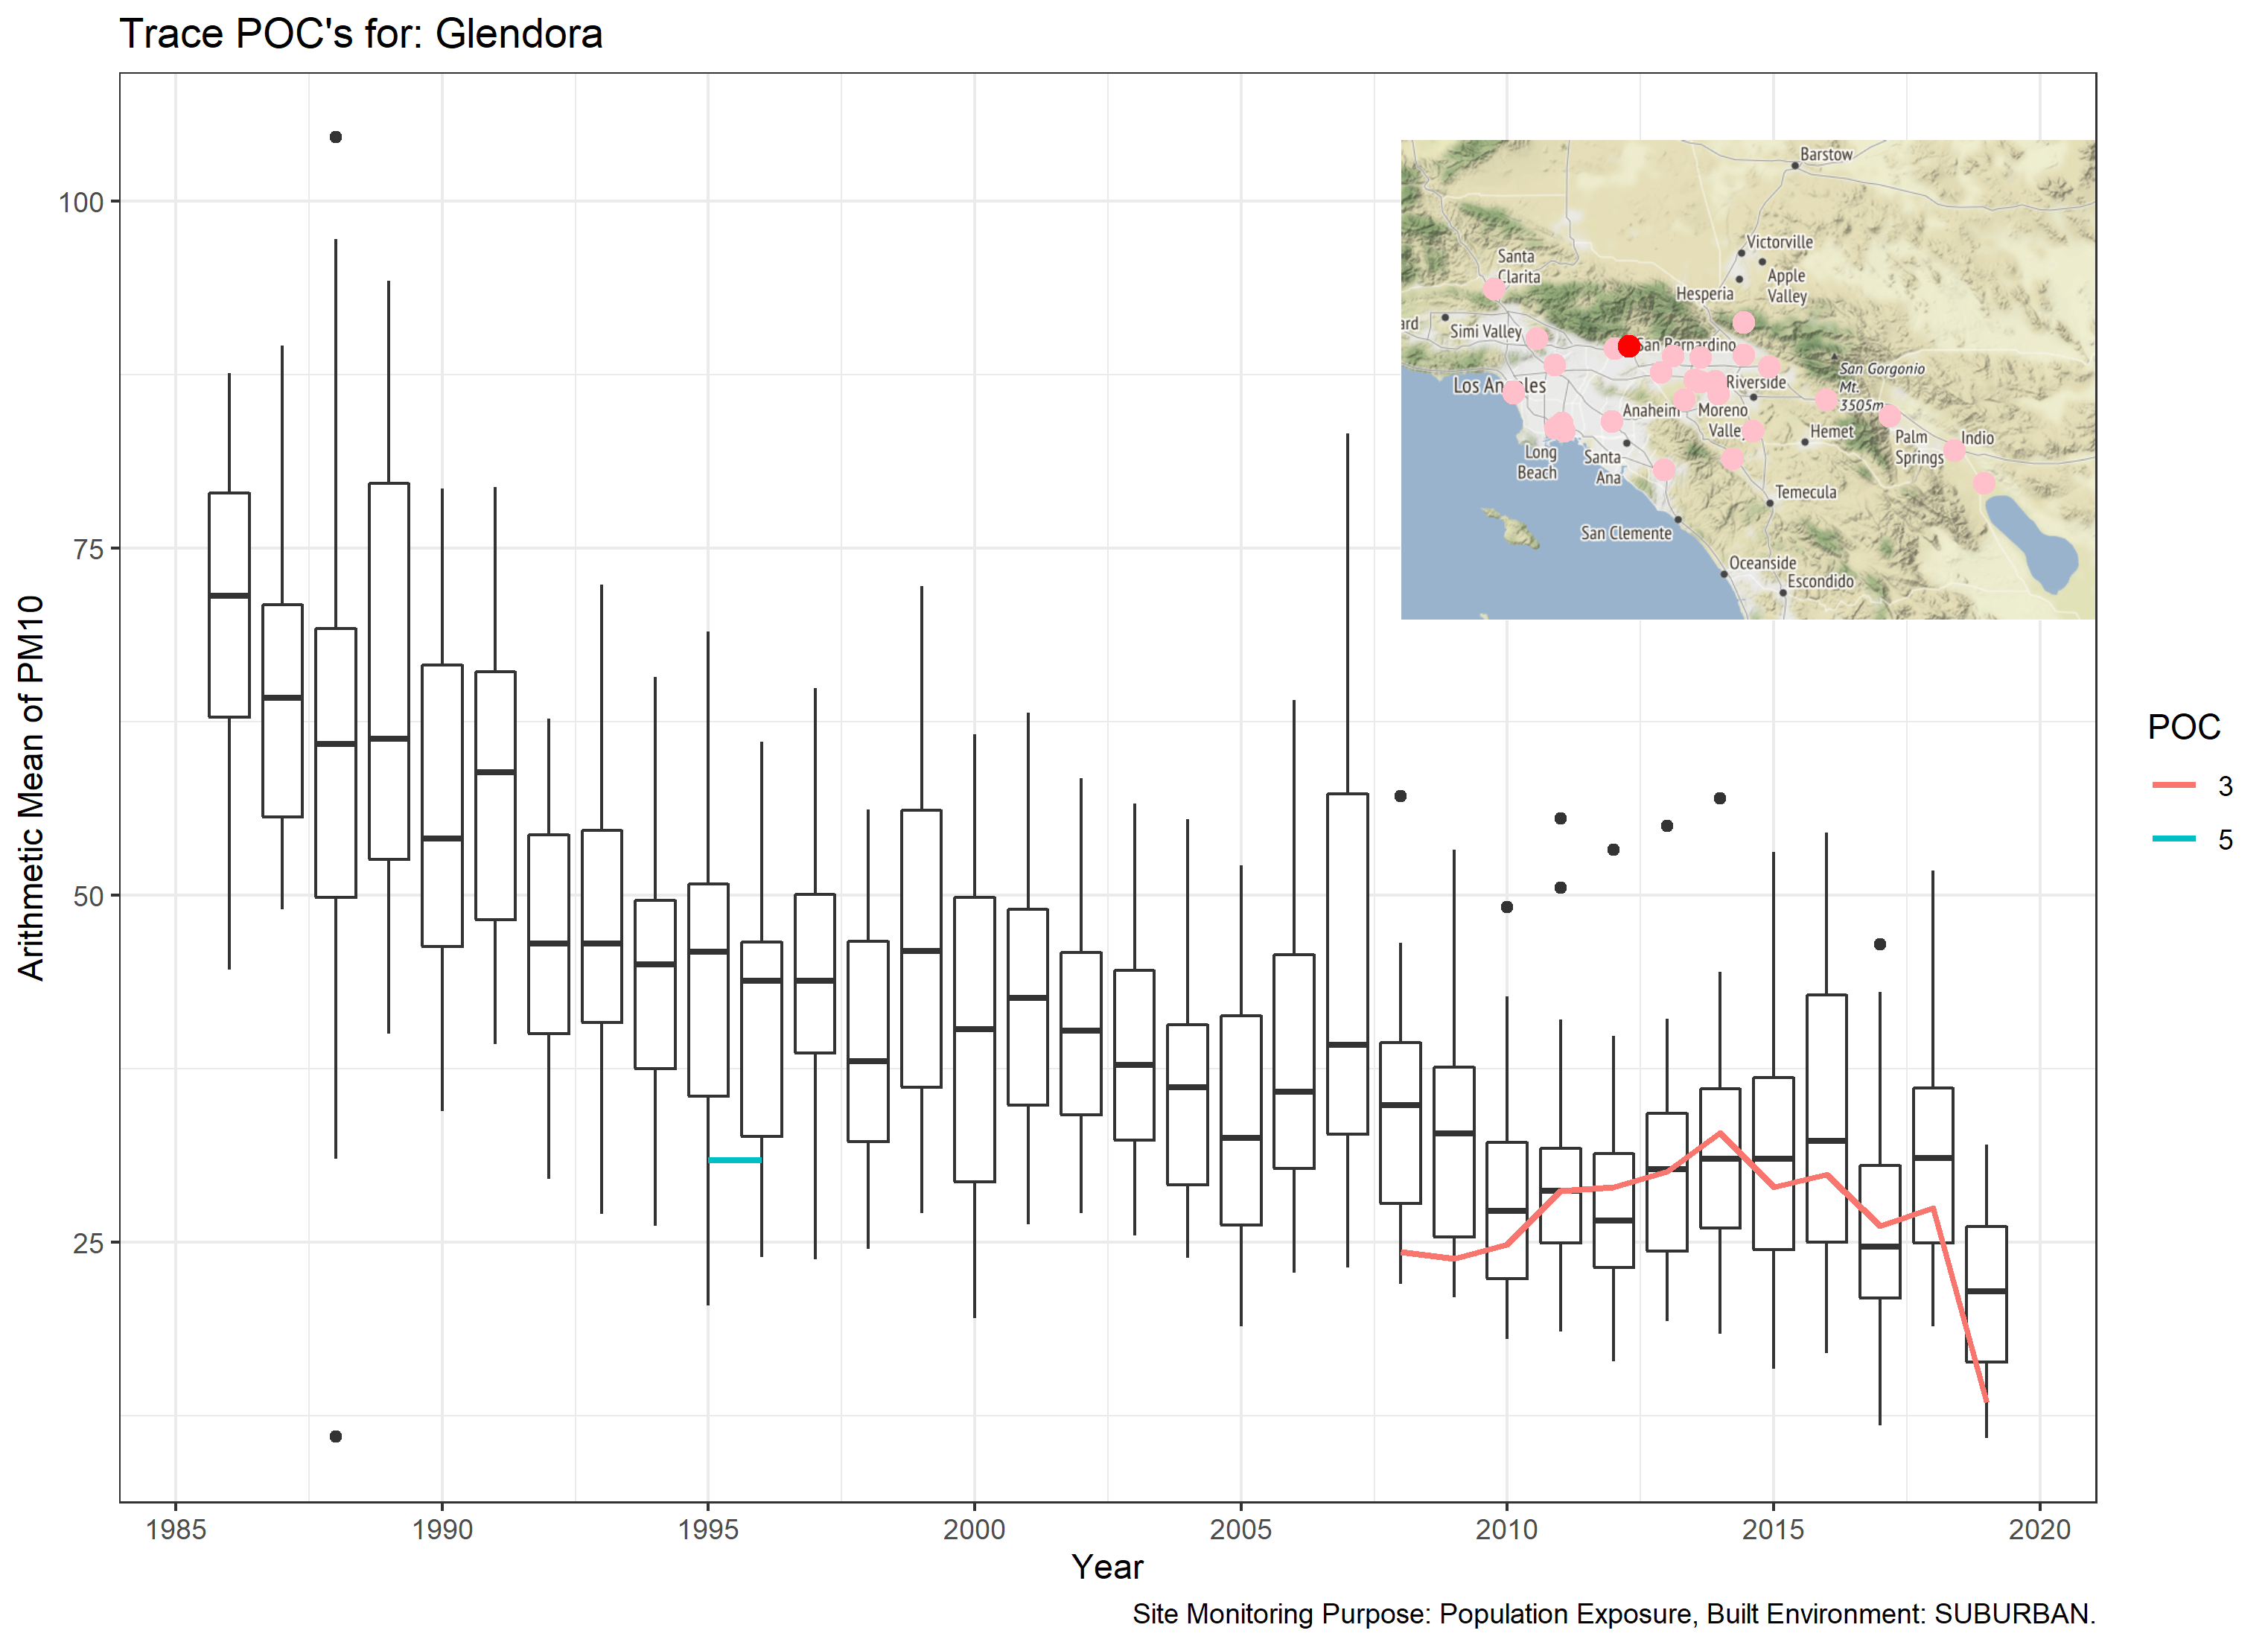 Trace POC's for: Glendora
Arithmetic Mean of PM10
100
75
50
25
Barstow
Victorville
Santa
Clarita
Apple
Valley
Hesperia
ard
Simi Valley
San Bernardino
San Gorgonio
Mt.
3505m
Los Angeles
Riverside
Anaheim
Moreno
Valley
Hemet
Palm
Springs
Indio
Long
Beach
Santa
Ana
Temecula
San Clemente
Oceanside
Escondido
POC
3
5
1985 1990 1995 2000 2005 2010 2015 2020
Year
Site Monitoring Purpose: Population Exposure, Built Environment: SUBURBAN.